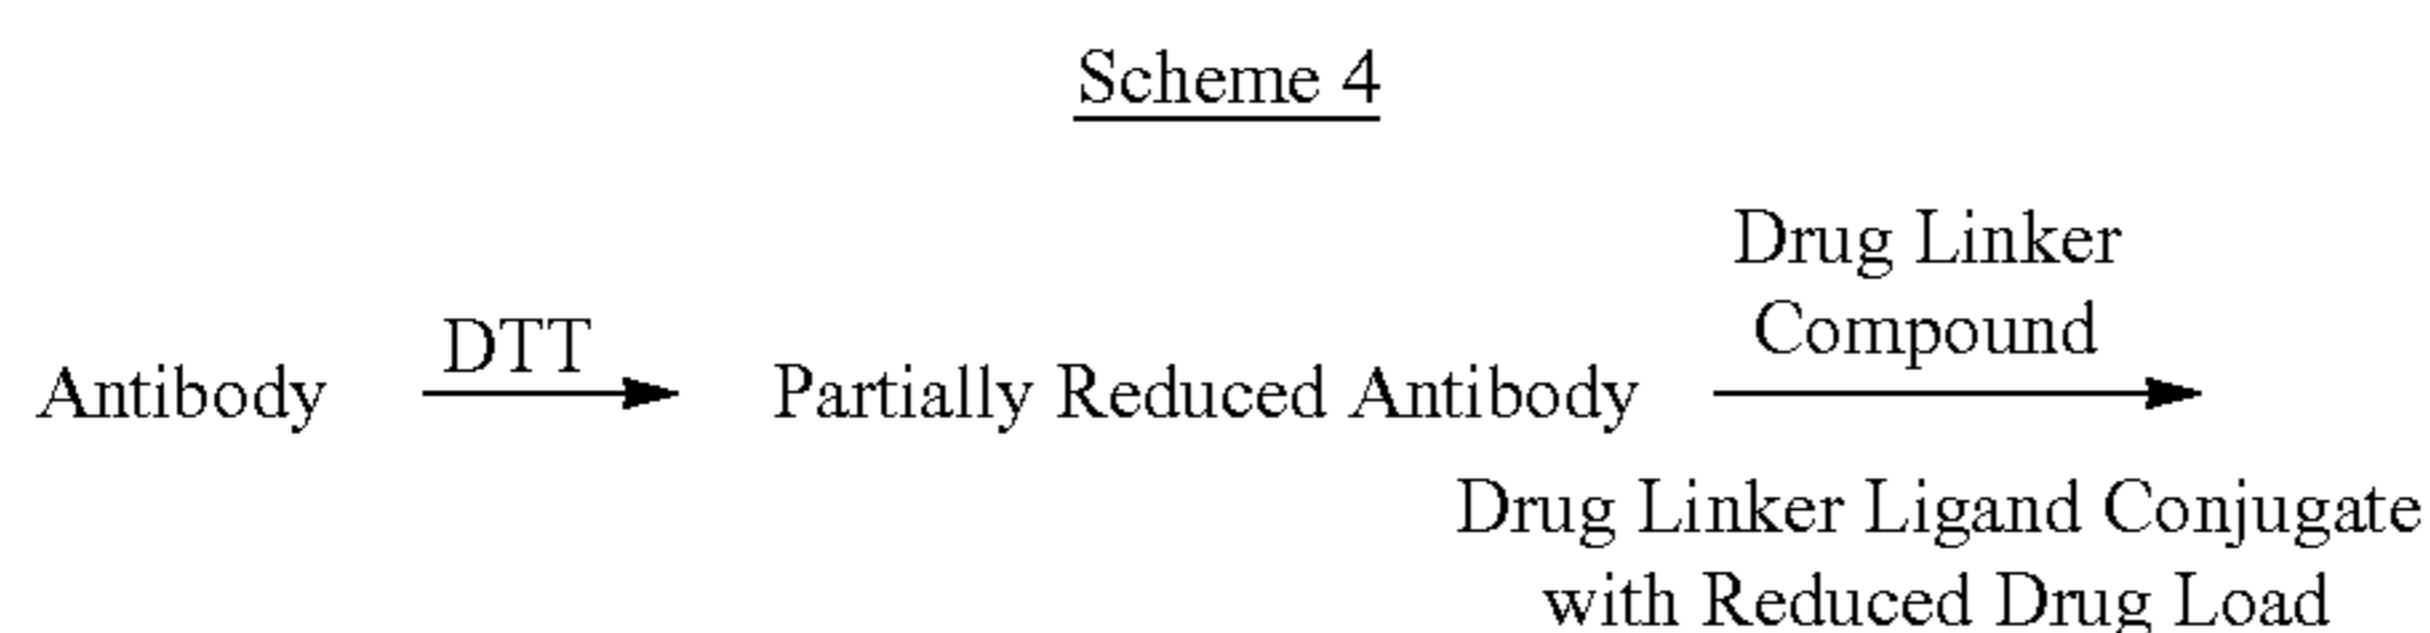 Scheme 4
Drug Linker
Compound
DTT
Antibody
Partially Reduced Antibody
Drug Linker Ligand Conjugate
with Reduced Drug Load